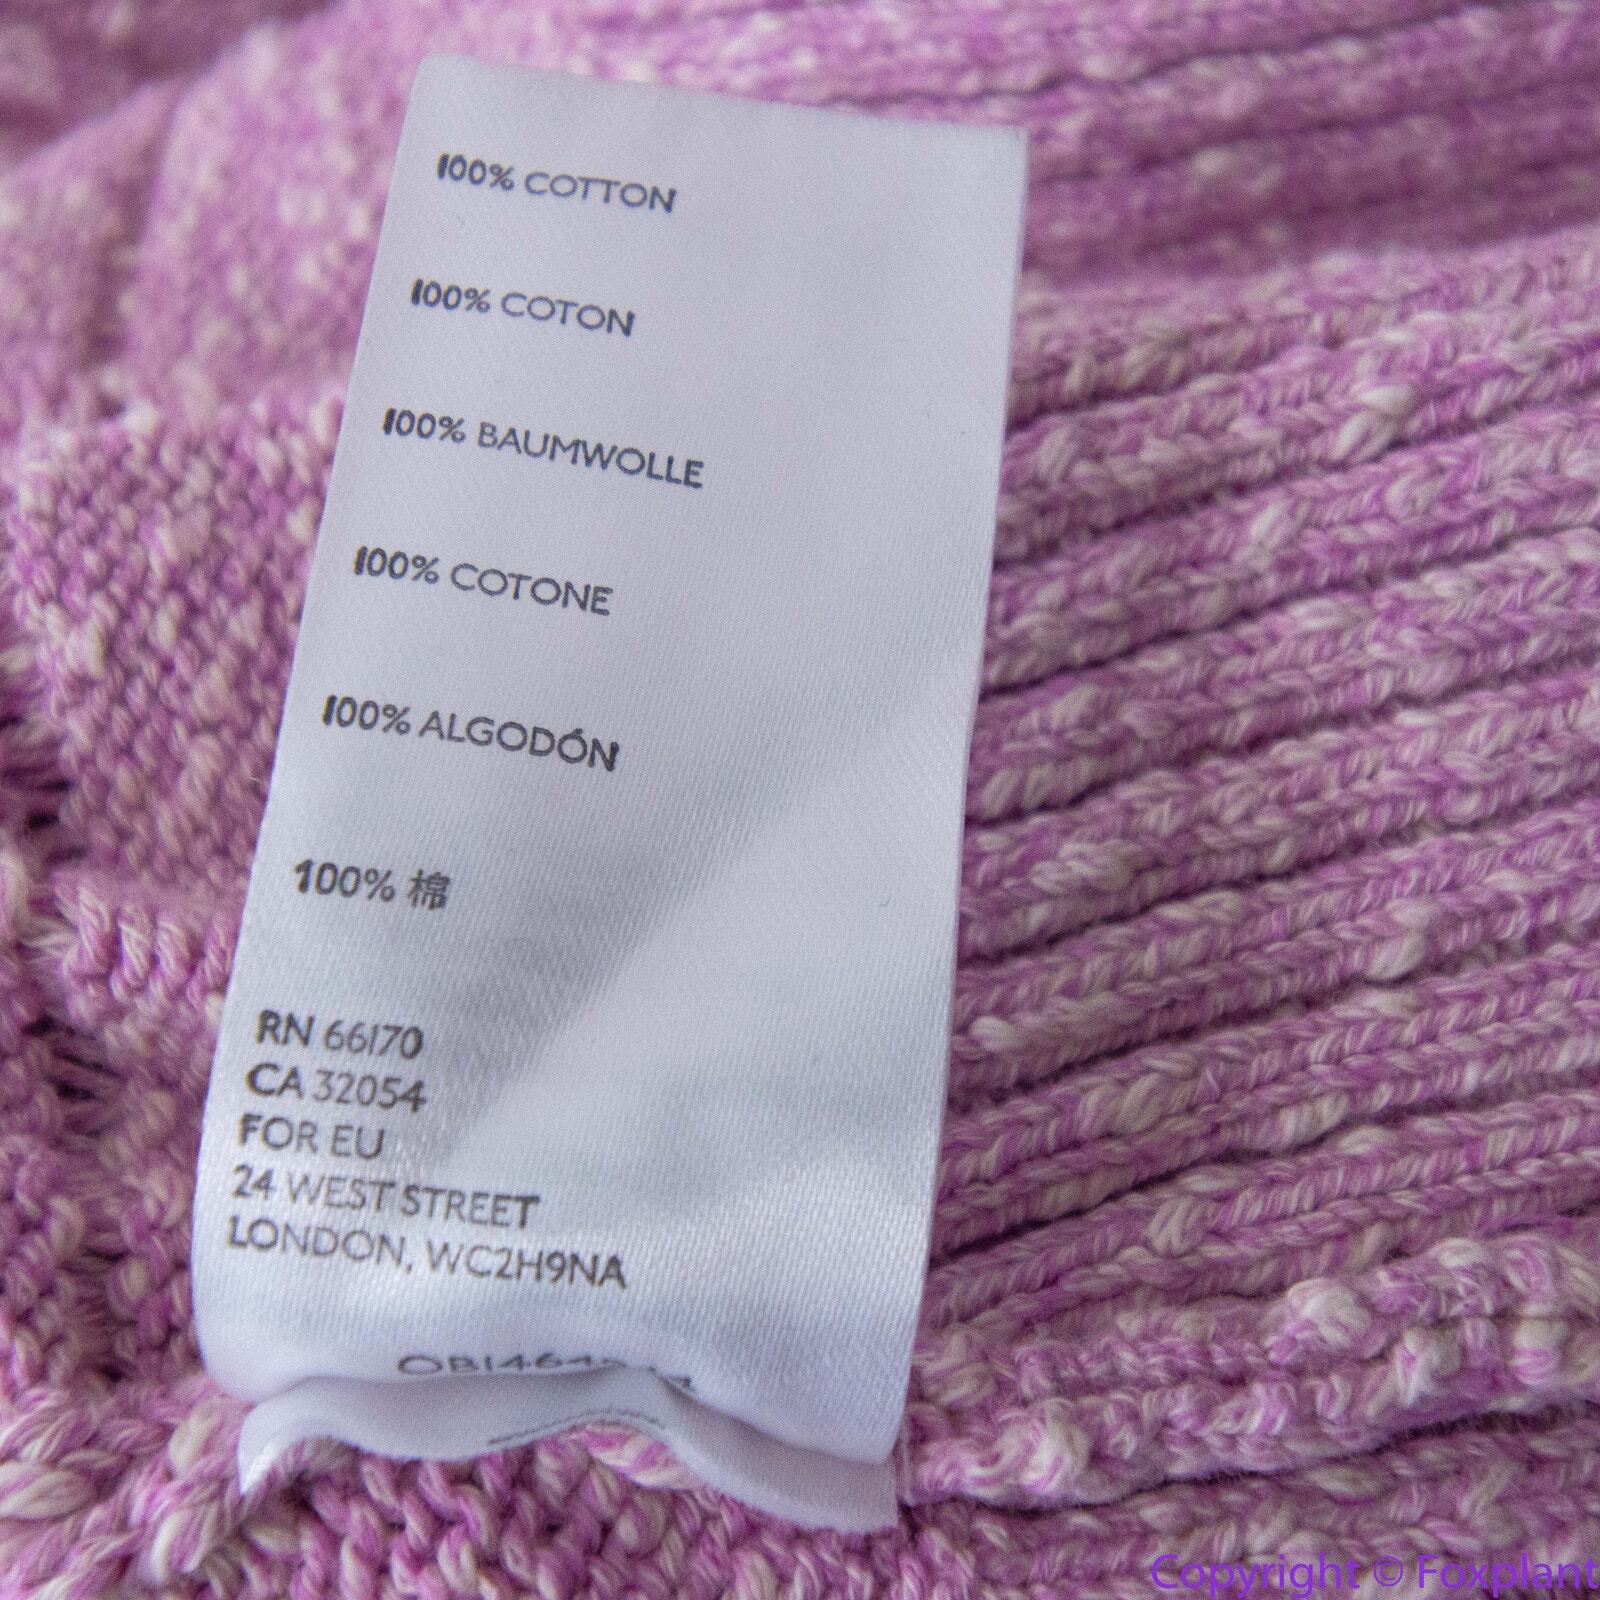 100% COTTON
100% COTON
100% BAUMWOLLE
100% COTONE
100% ALGODÓN
100% 棉
RN 66170
CA 32054
FOR EU
24 WEST STREET
LONDON, WC2H9NA
Copyright © Foxplant